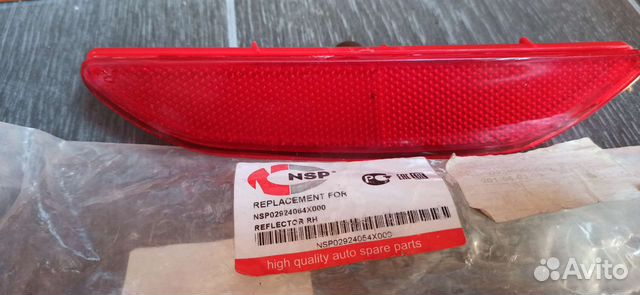 NSP
REPLACEMENT FOR
NSP02924064X000
REFLECTOR RH
NSP02924064X000
high quality auto spare parts
Avito